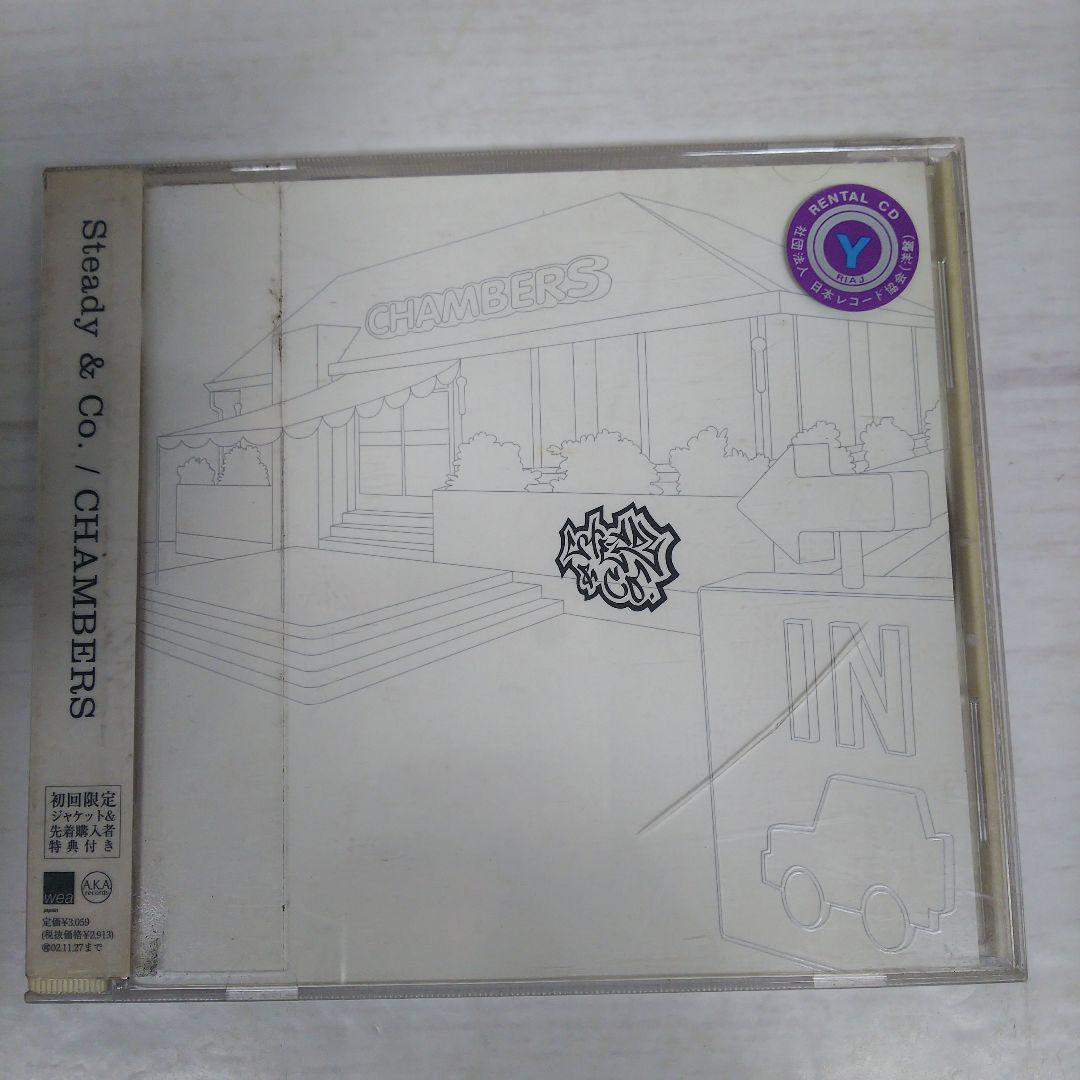 Steady & Co. / CHAMBERS
初回限定
ジャケット&
先着購入者
特典付き
wea
japan
A.K.A
records
定価¥3,059
(税抜価格¥2,913)
02.11.27まで
CHAMBERS
RENTAL CD
Y
RIAJ
社団法人 日本レコード協会(洋盤)
IN